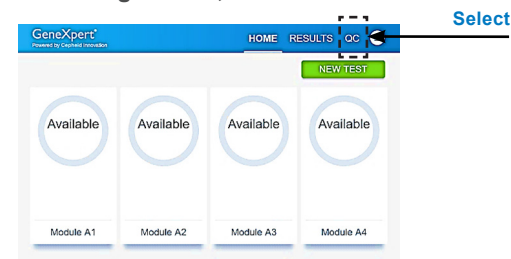 Select
GeneXpert®
Powered by Cepheid innovation
HOME RESULTS QC
NEW TEST
Available Available Available Available
Module A1 Module A2 Module A3 Module A4